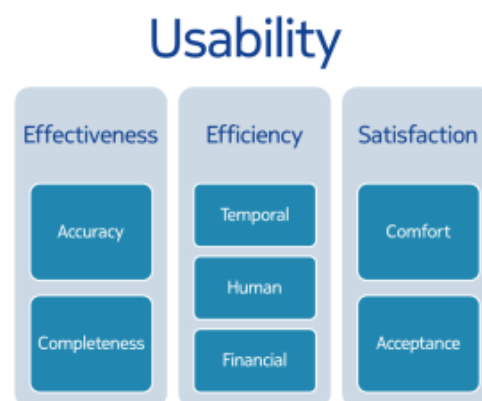 Usability
Effectiveness
Accuracy
Completeness
Efficiency
Temporal
Human
Financial
Satisfaction
Comfort
Acceptance